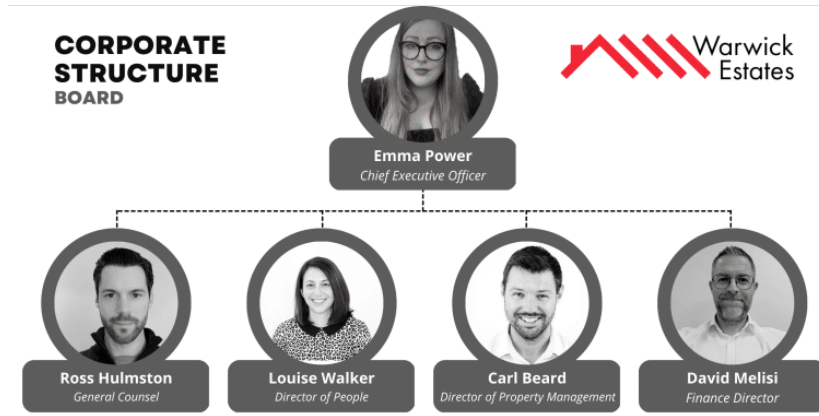 CORPORATE
STRUCTURE
BOARD
Warwick
Estates
Emma Power
Chief Executive Officer
Ross Hulmston
General Counsel
Louise Walker
Director of People
Carl Beard
Director of Property Management
David Melisi
Finance Director